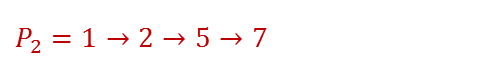 P₂ = 1 → 2 → 5 → 7